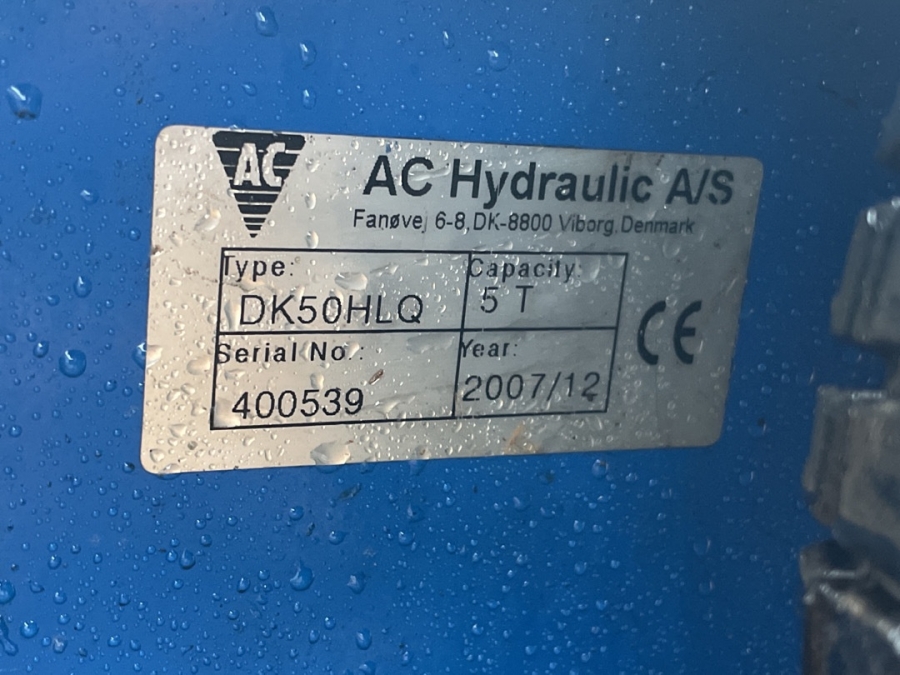 AC
AC Hydraulic A/S
Fanøvej 6-8, DK-8800 Viborg, Denmark
Type:
DK50HLQ
Capacity:
5 T
Serial No.:
400539
Year:
2007/12
CE